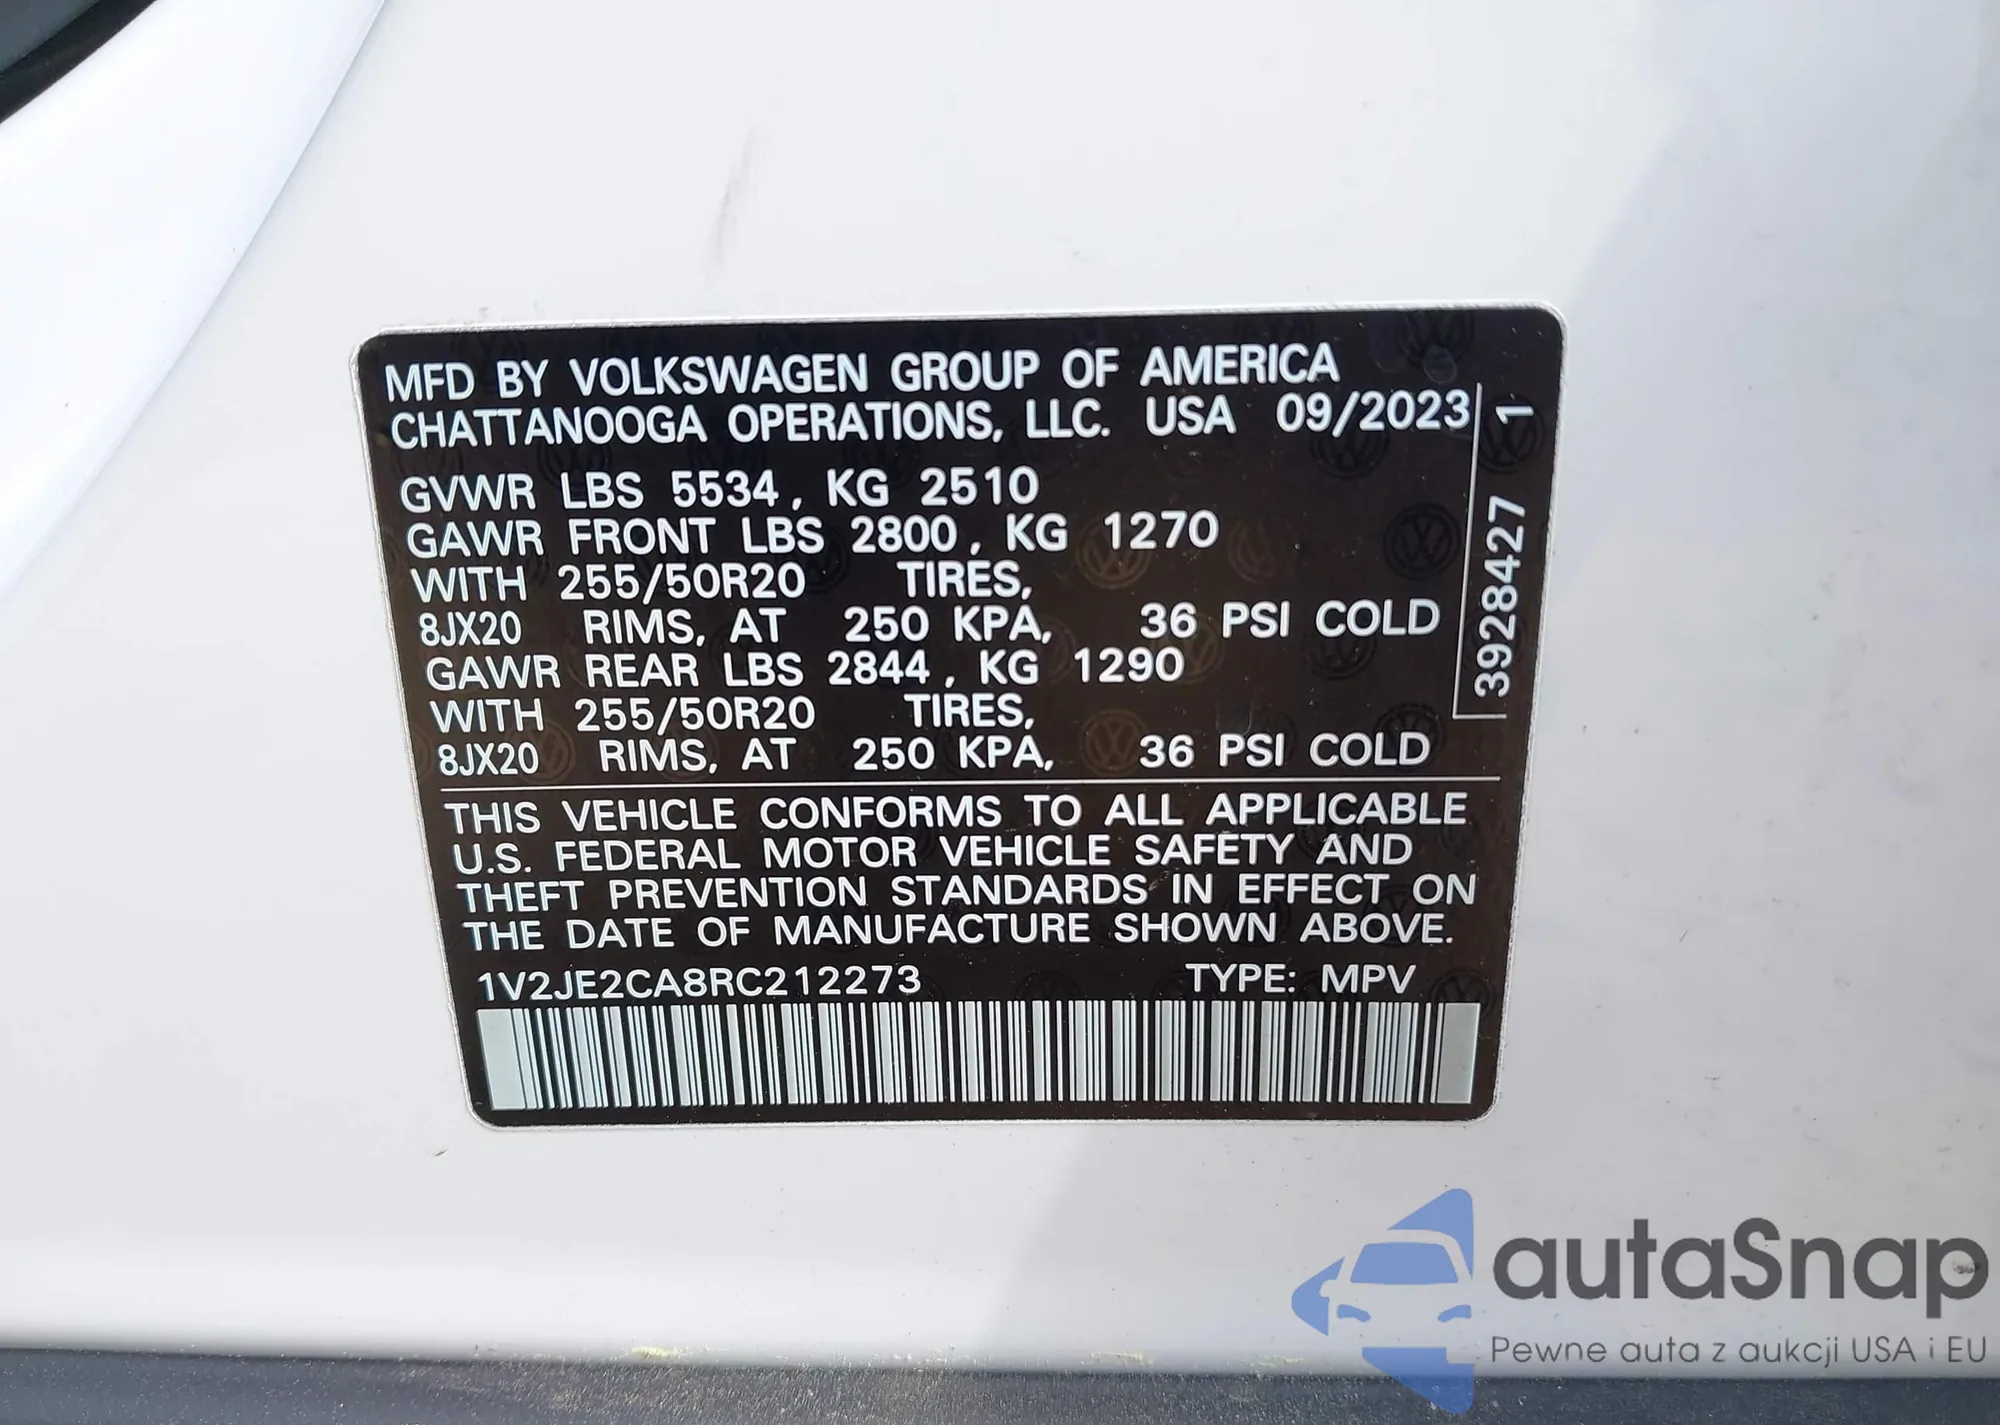 MFD BY VOLKSWAGEN GROUP OF AMERICA
CHATTANOOGA OPERATIONS, LLC. USA 09/2023
GVWR LBS 5534, KG 2510
GAWR FRONT LBS 2800, KG 1270
WITH 255/50R20 TIRES,
8JX20 RIMS, AT 250 KPA, 36 PSI COLD
GAWR REAR LBS 2844, KG 1290
WITH 255/50R20 TIRES,
8JX20 RIMS, AT 250 KPA, 36 PSI COLD
3928427 1
THIS VEHICLE CONFORMS TO ALL APPLICABLE
U.S. FEDERAL MOTOR VEHICLE SAFETY AND
THEFT PREVENTION STANDARDS IN EFFECT ON
THE DATE OF MANUFACTURE SHOWN ABOVE.
1V2JE2CA8RC212273 TYPE: MPV
autaSnap
Pewne auta z aukcji USA i EU